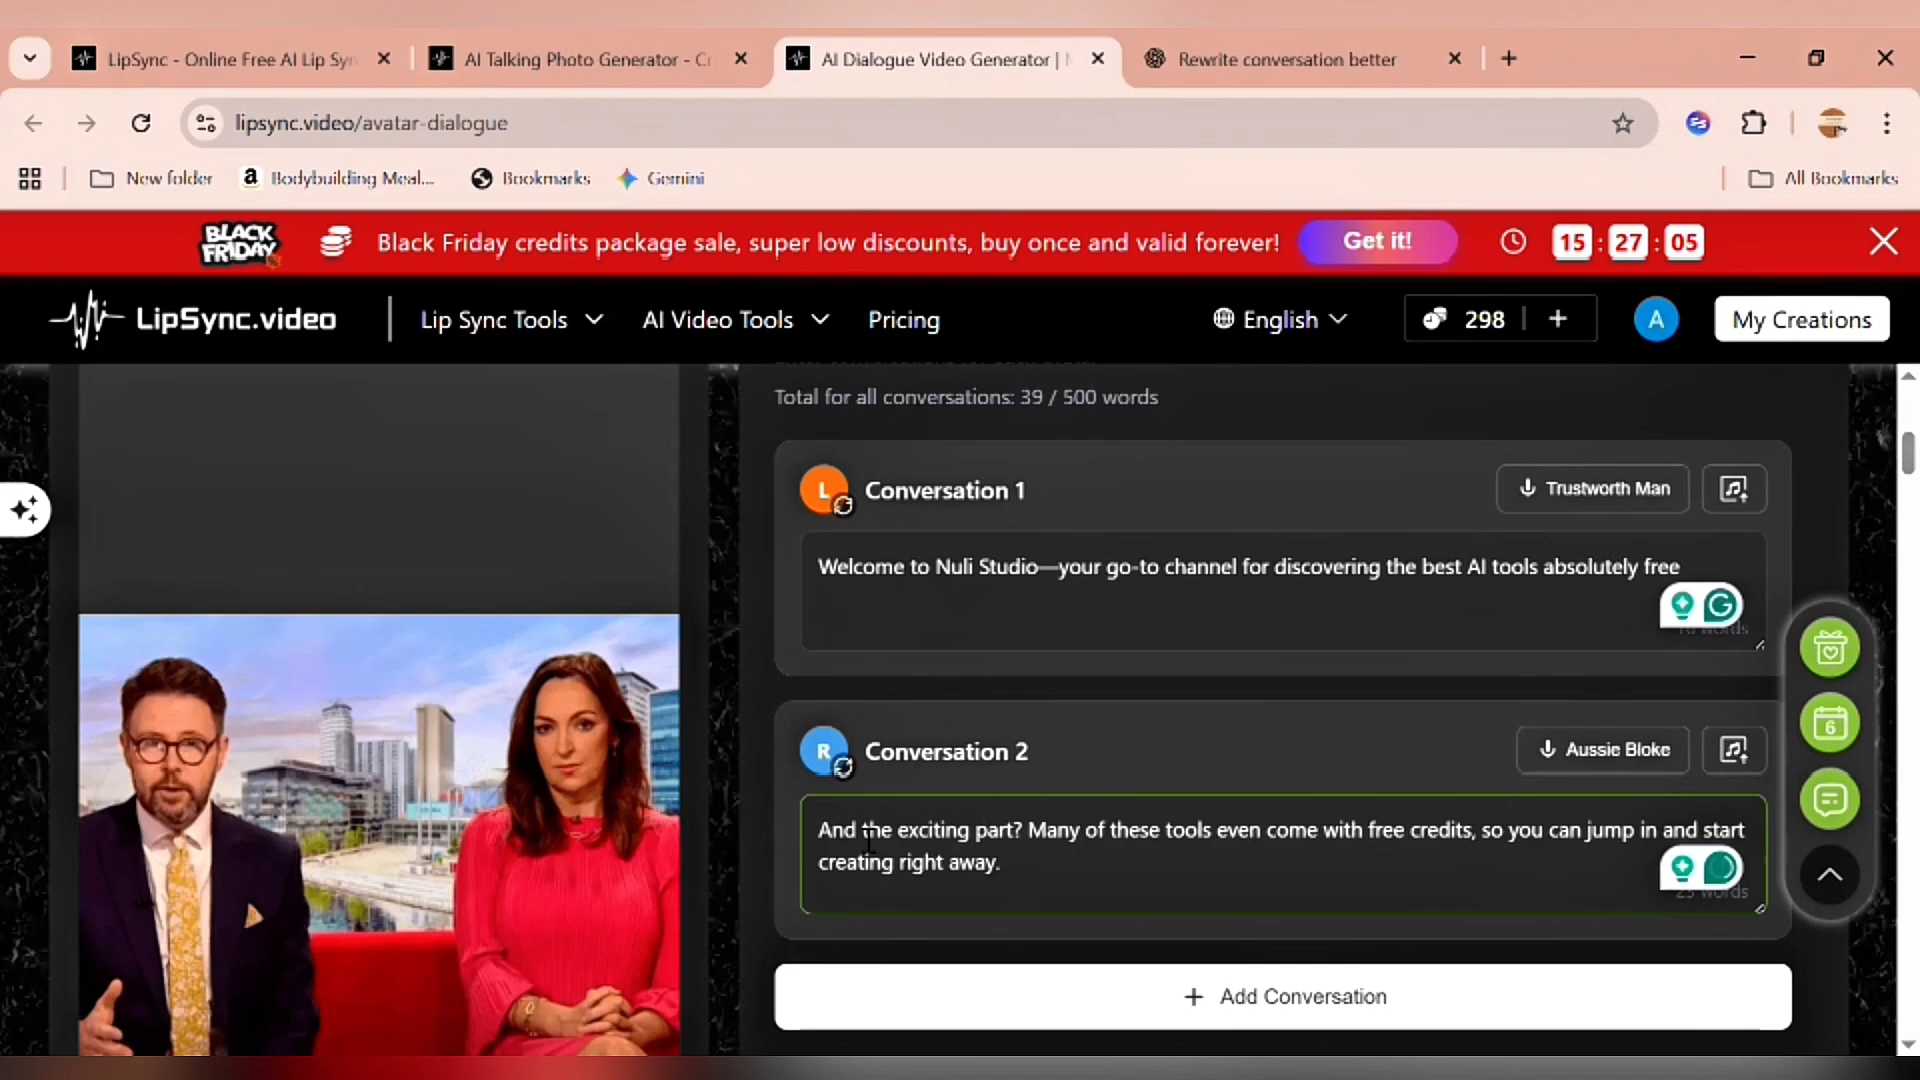 LipSync - Online Free AI Lip Syn
AI Talking Photo Generator - Cr
AI Dialogue Video Generator |
Rewrite conversation better
lipsync.video/avatar-dialogue
New folder
Bodybuilding Meal...
Bookmarks
Gemini
All Bookmarks
BLACK FRIDAY
Black Friday credits package sale, super low discounts, buy once and valid forever!
Get it!
15 : 27 : 05
LipSync.video
Lip Sync Tools
AI Video Tools
Pricing
English
298
A
My Creations
Total for all conversations: 39 / 500 words
L
Conversation 1
Trustworth Man
Welcome to Nuli Studio—your go-to channel for discovering the best AI tools absolutely free
R
Conversation 2
Aussie Bloke
And the exciting part? Many of these tools even come with free credits, so you can jump in and start
creating right away.
6
+ Add Conversation